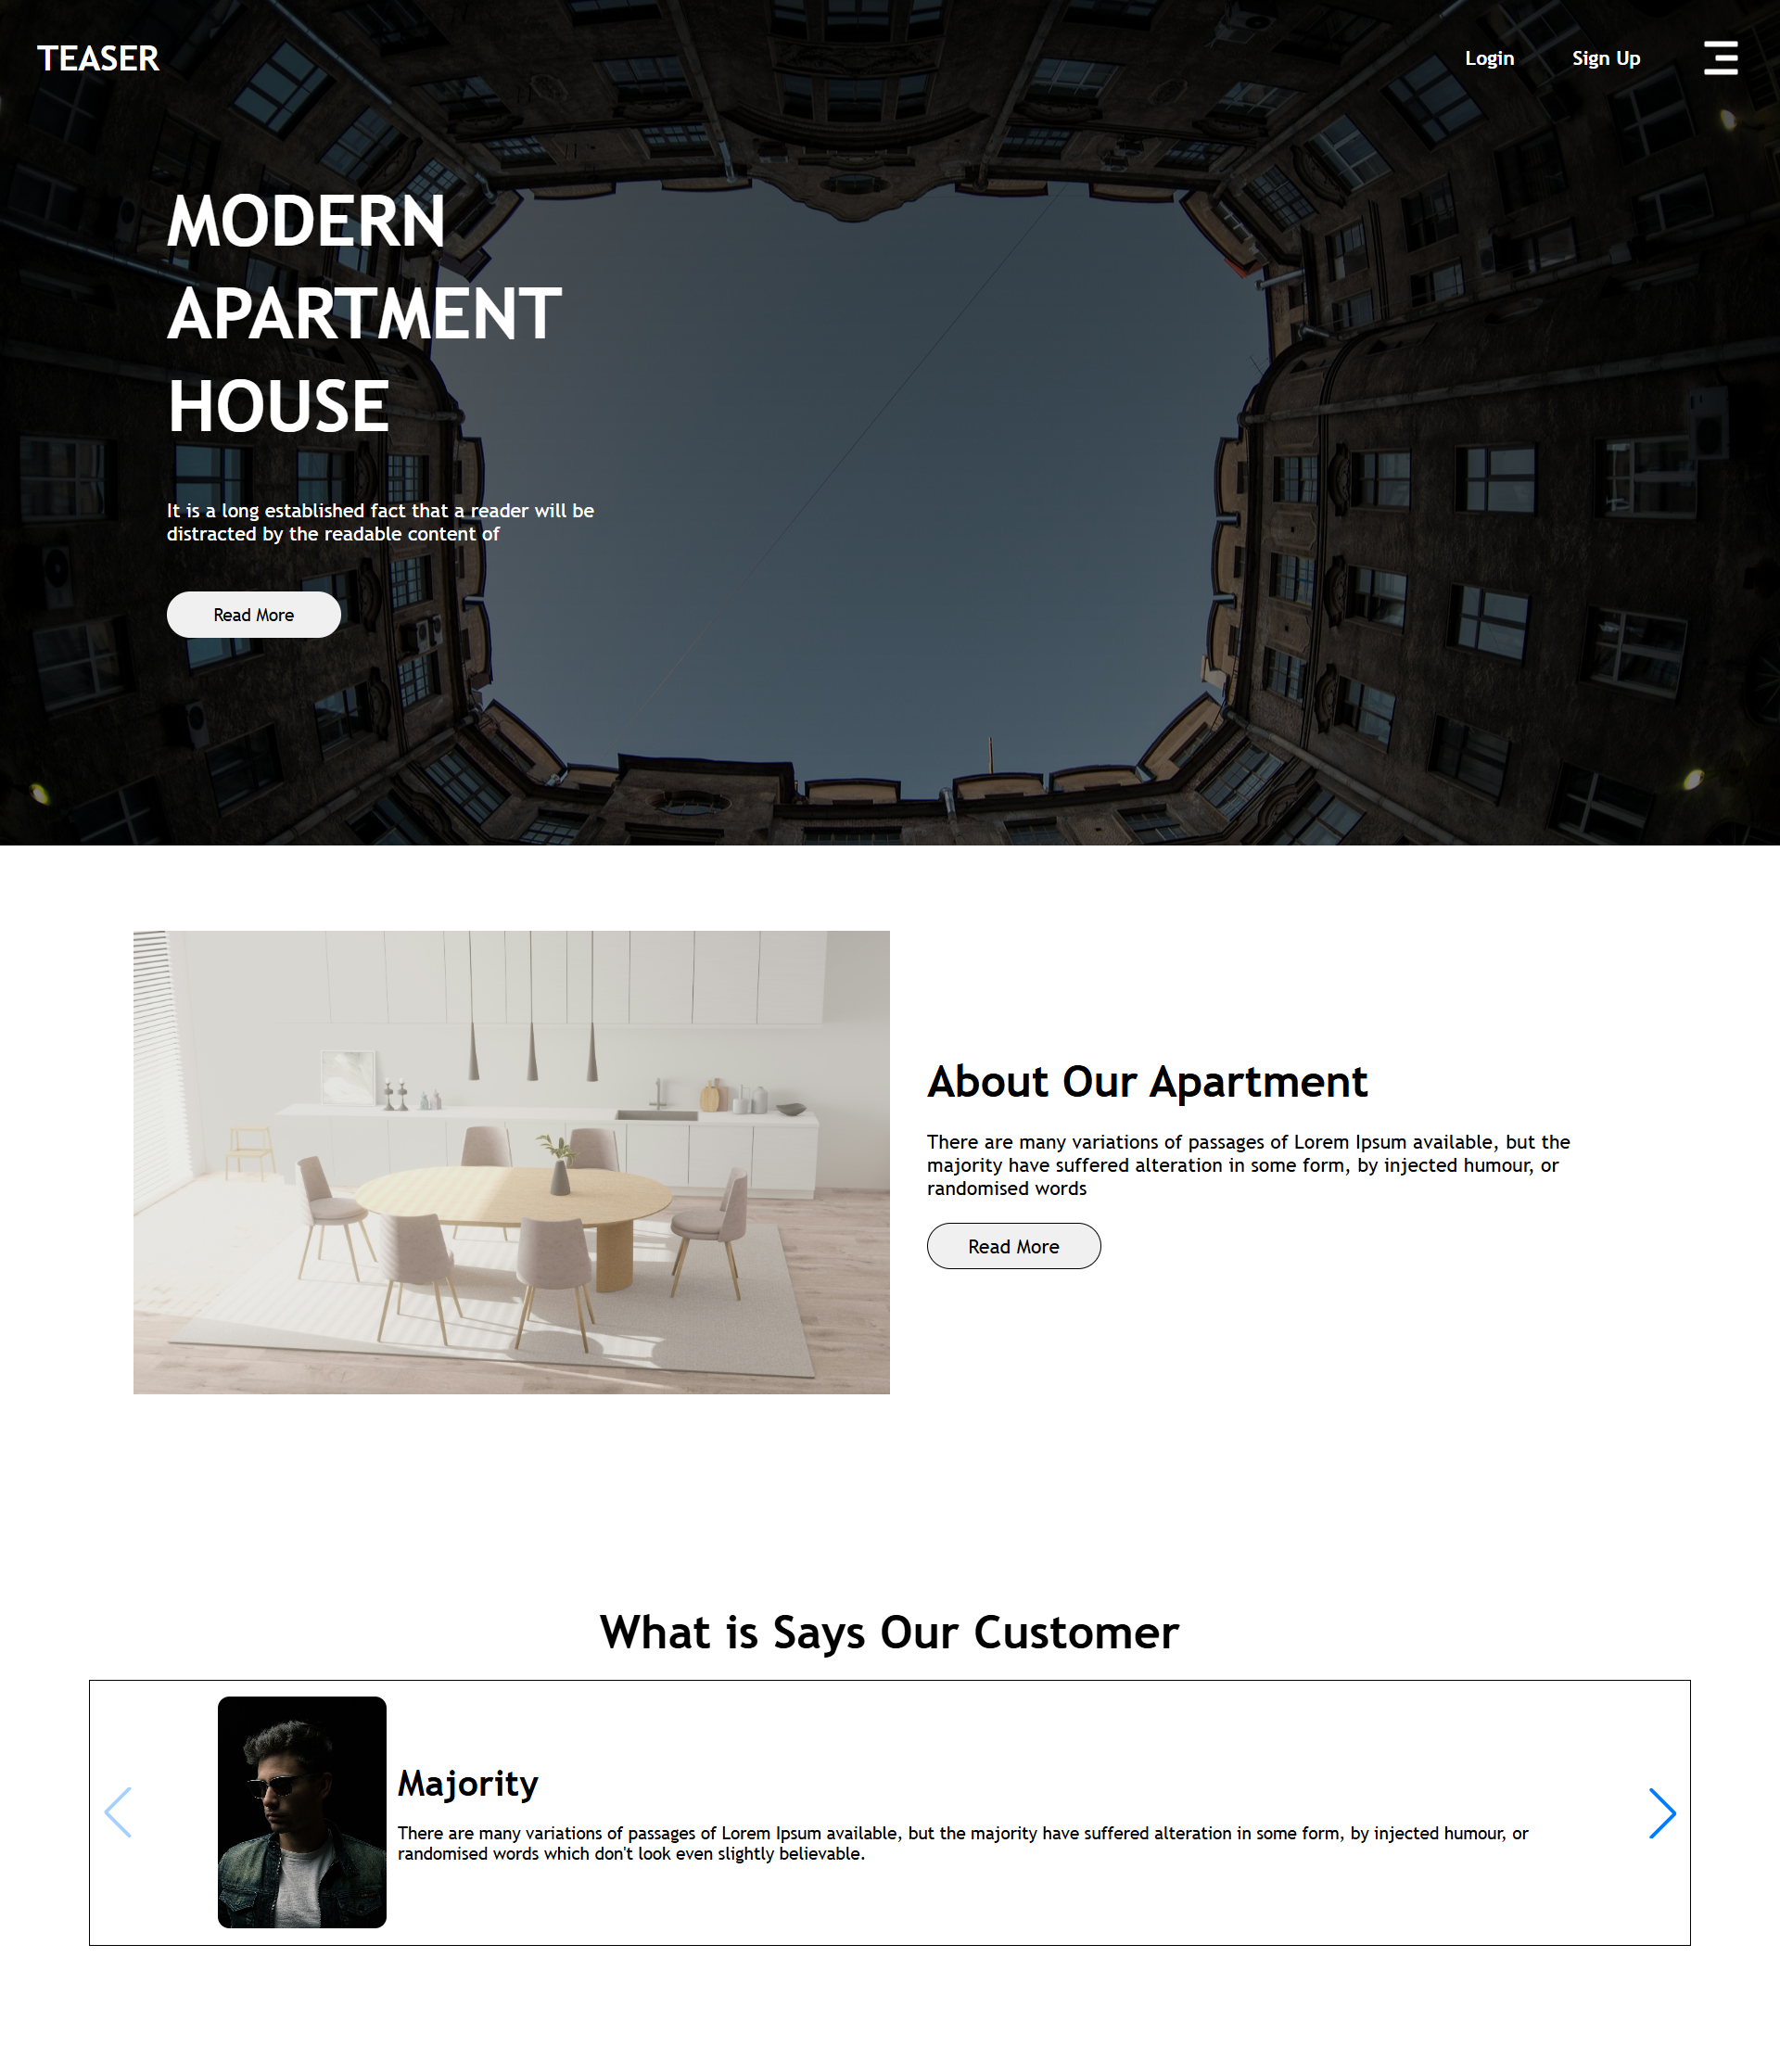 TEASER
Login
Sign Up
MODERN
APARTMENT
HOUSE
It is a long established fact that a reader will be
distracted by the readable content of
Read More
About Our Apartment
There are many variations of passages of Lorem Ipsum available, but the
majority have suffered alteration in some form, by injected humour, or
randomised words
Read More
What is Says Our Customer
Majority
There are many variations of passages of Lorem Ipsum available, but the majority have suffered alteration in some form, by injected humour, or
randomised words which don't look even slightly believable.